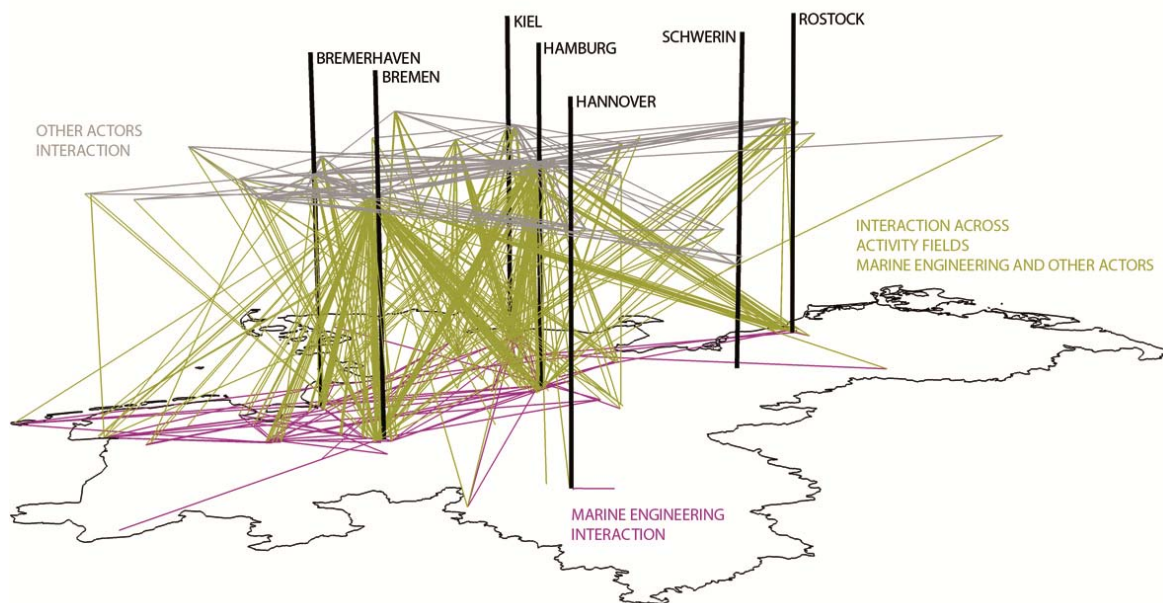 KIEL
ROSTOCK
SCHWERIN
HAMBURG
BREMERHAVEN
BREMEN
HANNOVER
OTHER ACTORS
INTERACTION
INTERACTION ACROSS
ACTIVITY FIELDS
MARINE ENGINEERING AND OTHER ACTORS
MARINE ENGINEERING
INTERACTION